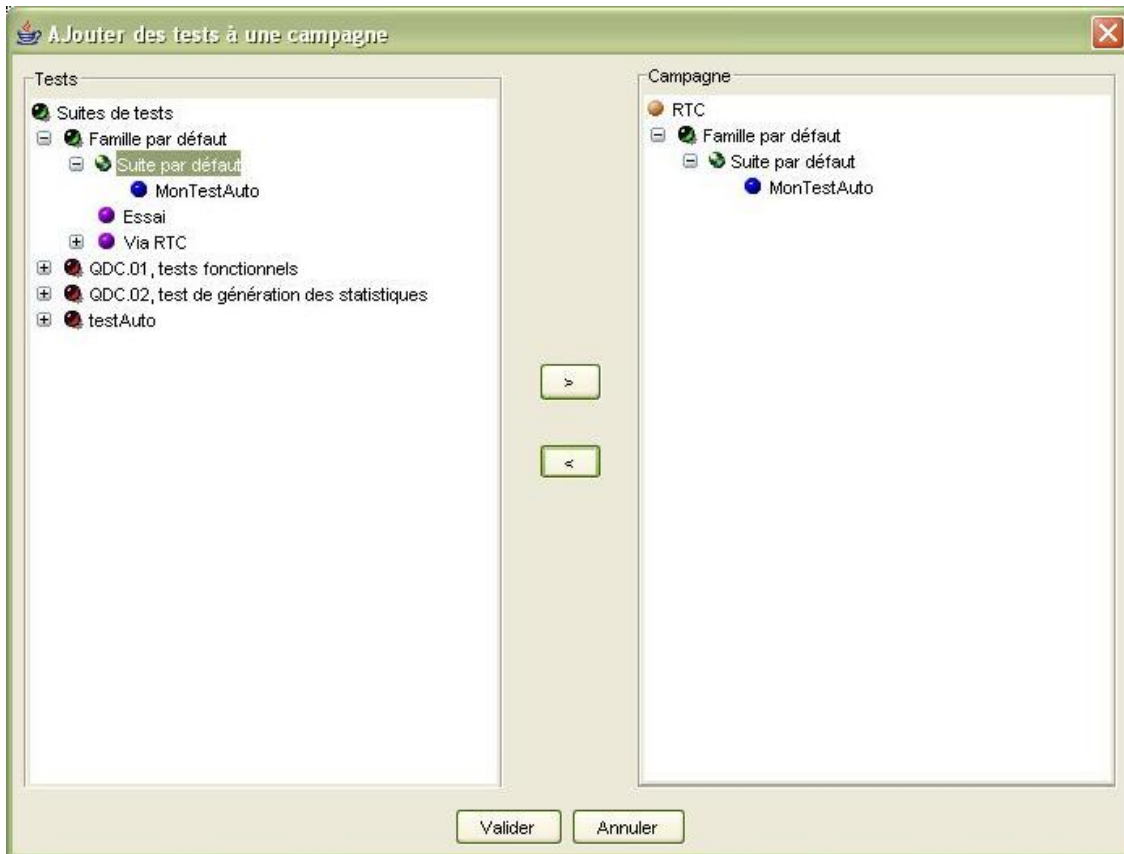 AJouter des tests à une campagne
Tests
Suites de tests
Famille par défaut
Suite par défaut
MonTestAuto
Essai
Via RTC
QDC.01, tests fonctionnels
QDC.02, test de génération des statistiques
testAuto
>
<
Campagne
RTC
Famille par défaut
Suite par défaut
MonTestAuto
Valider
Annuler